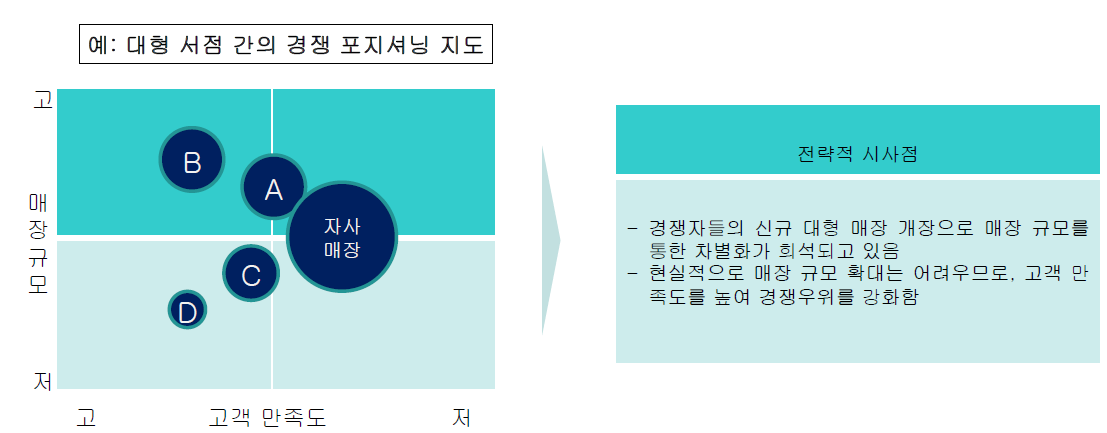 예: 대형 서점 간의 경쟁 포지셔닝 지도
고
매
장
규
모
저
B
A
자사
매장
C
D
고
고객 만족도
저
전략적 시사점
– 경쟁자들의 신규 대형 매장 개장으로 매장 규모를
통한 차별화가 희석되고 있음
– 현실적으로 매장 규모 확대는 어려우므로, 고객 만
족도를 높여 경쟁우위를 강화함